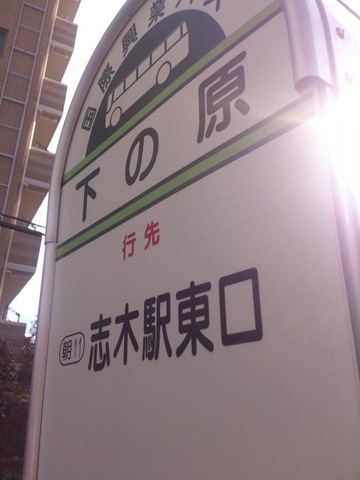 国際興業バス
下の原
行先
朝11 志木駅東口